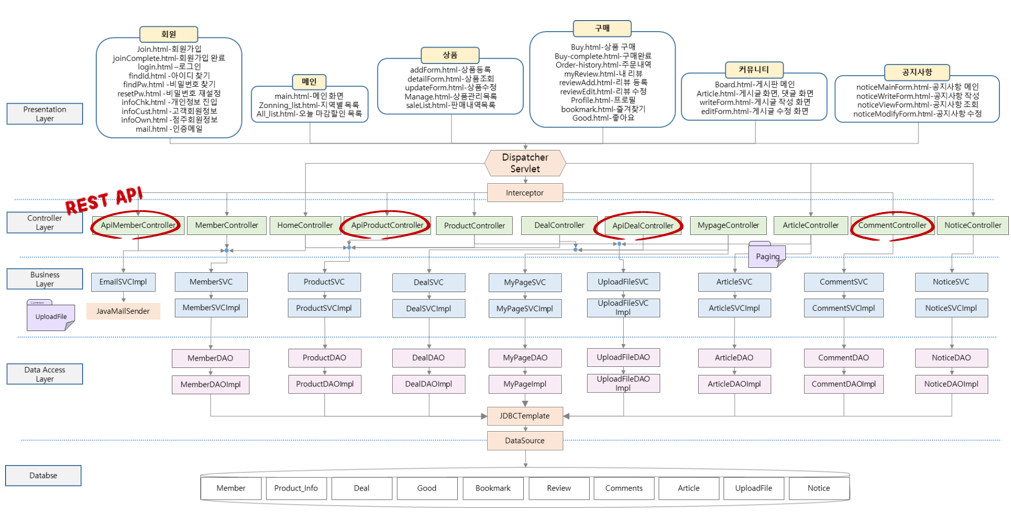 회원
Join.html-회원가입
joinComplete.html-회원가입 완료
login.html –로그인
findId.html -아이디 찾기
findPw.html -비밀번호 찾기
resetPw.html -비밀번호 재설정
infoChk.html -개인정보 진입
infoCust.html-고객회원정보
infoOwn.html -점주회원정보
mail.html -인증메일
메인
main.html-메인 화면
Zonning_list.html-지역별 목록
All_list.html-오늘 마감할인 목록
상품
addForm.html-상품등록
detailForm.html-상품조회
updateForm.html-상품수정
Manage.html-상품관리목록
saleList.html-판매내역목록
구매
Buy.html-상품 구매
Buy-complete.html-구매완료
Order-history.html-주문내역
myReview.html-내 리뷰
reviewAdd.html-리뷰 등록
reviewEdit.html-리뷰 수정
Profile.html-프로필
bookmark.html-즐겨찾기
Good.html-좋아요
커뮤니티
Board.html-게시판 메인
Article.html-게시글 화면, 댓글 화면
writeForm.html-게시글 작성 화면
editForm.html-게시글 수정 화면
공지사항
noticeMainForm.html-공지사항 메인
noticeWriteForm.html-공지사항 작성
noticeViewForm.html-공지사항 조회
noticeModifyForm.html-공지사항 수정
Presentation
Layer
Dispatcher
Servlet
Interceptor
REST API
Controller
Layer
ApiMemberController
MemberController
HomeController
ApiProductController
ProductController
DealController
ApiDealController
MypageController
ArticleController
CommentController
NoticeController
Paging
Business
Layer
EmailSVCImpl
MemberSVC
ProductSVC
DealSVC
MyPageSVC
UploadFileSVC
ArticleSVC
CommentSVC
NoticeSVC
UploadFile
JavaMailSender
MemberSVCImpl
ProductSVCImpl
DealSVCImpl
MyPageSVCImpl
UploadFileSVC
Impl
ArticleSVCImpl
CommentSVCImpl
NoticeSVCImpl
Data Access
Layer
MemberDAO
ProductDAO
DealDAO
MyPageDAO
UploadFileDAO
ArticleDAO
CommentDAO
NoticeDAO
MemberDAOImpl
ProductDAOImpl
DealDAOImpl
MyPageImpl
UploadFileDAO
Impl
ArticleDAOImpl
CommentDAOImpl
NoticeDAOImpl
JDBCTemplate
DataSource
Databse
Member
Product_Info
Deal
Good
Bookmark
Review
Comments
Article
UploadFile
Notice